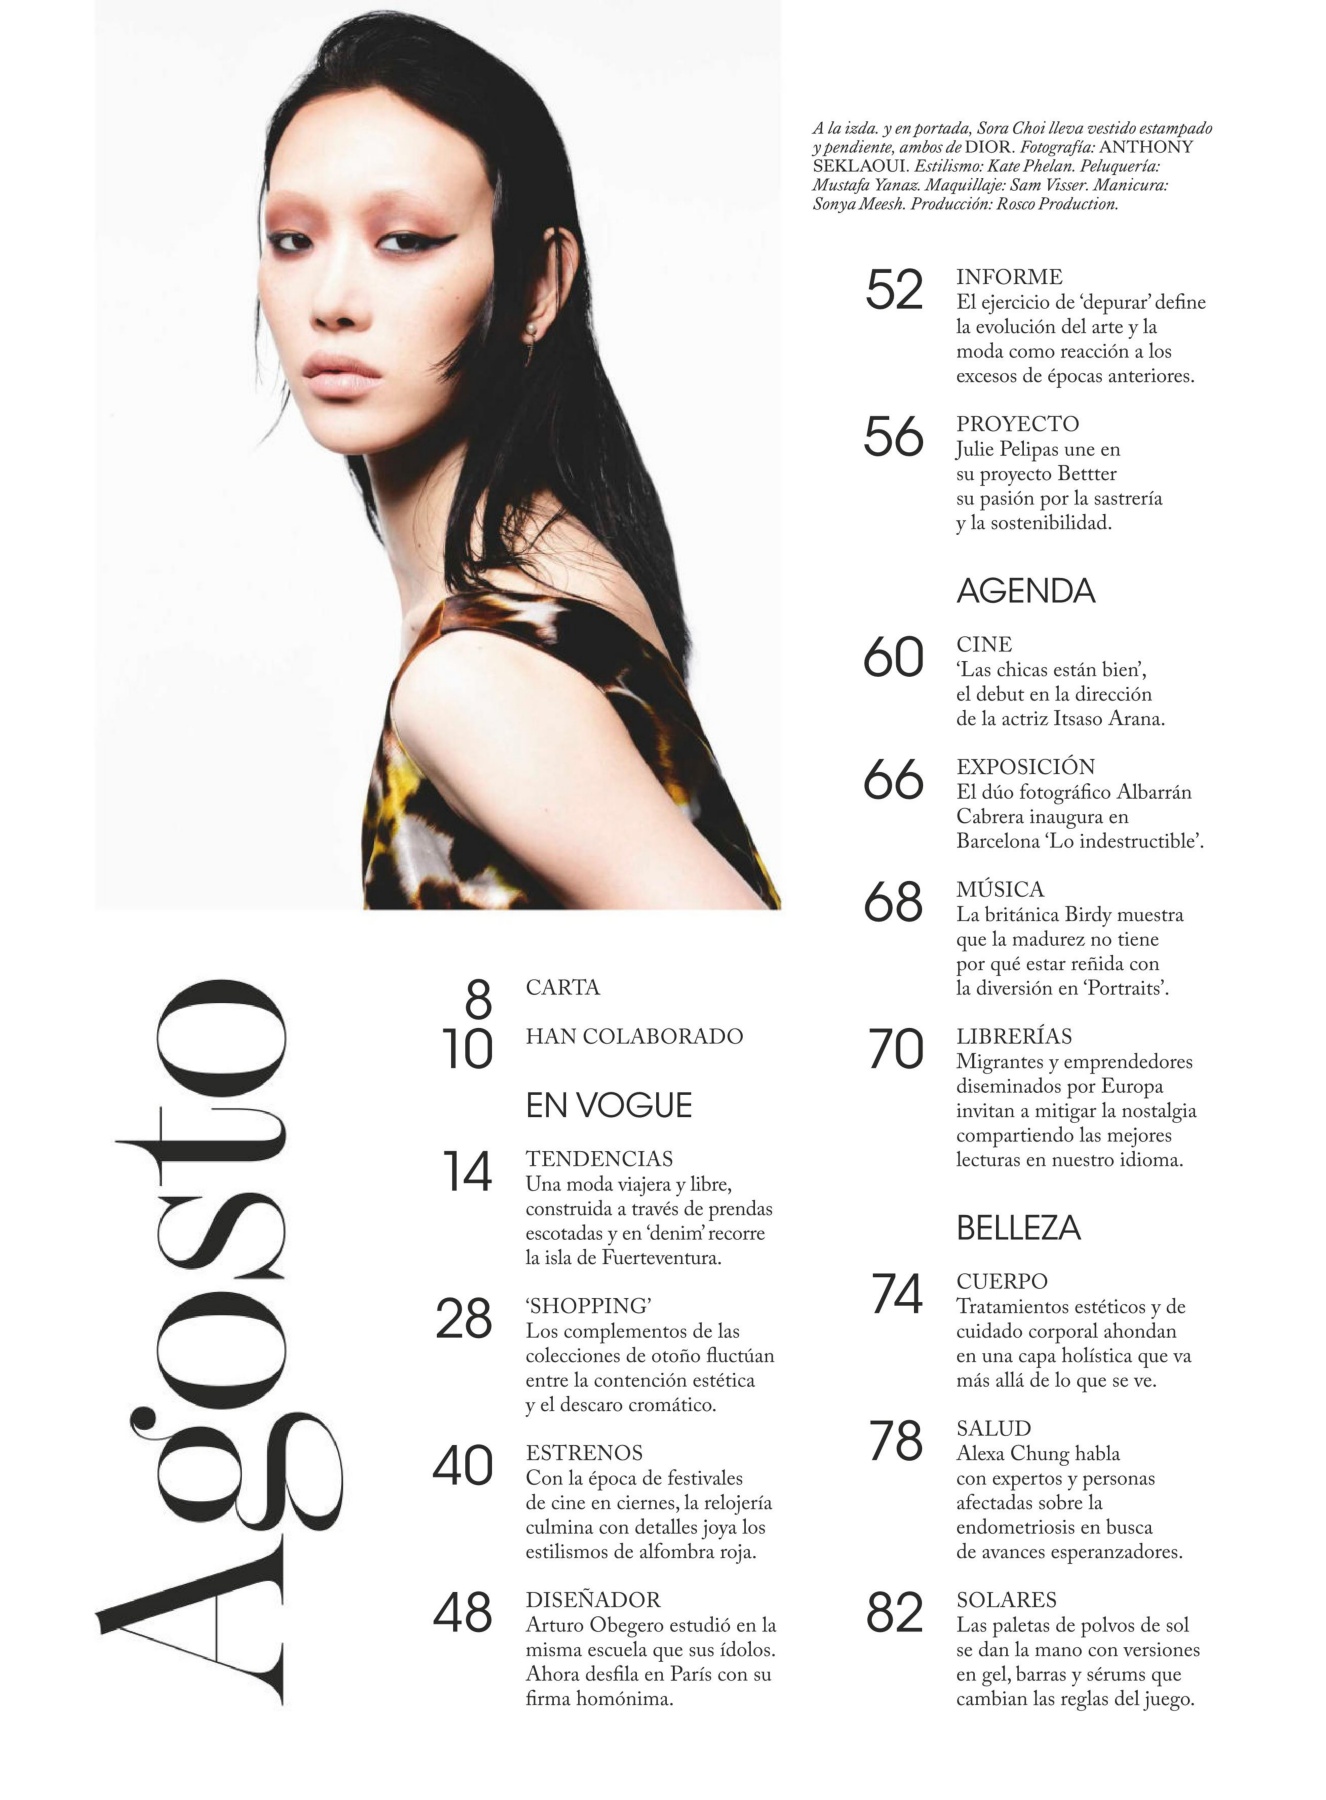 A la izda. y en portada, Sora Choi lleva vestido estampado
y pendiente, ambos de DIOR. Fotografía: ANTHONY
SEKLAOUI. Estilismo: Kate Phelan. Peluquería:
Mustafa Yanaz. Maquillaje: Sam Visser. Manicura:
Sonya Meesh. Producción: Rosco Production.
Agosto
8 CARTA
10 HAN COLABORADO
EN VOGUE
14 TENDENCIAS
Una moda viajera y libre,
construida a través de prendas
escotadas y en ‘denim’ recorre
la isla de Fuerteventura.
28 ‘SHOPPING’
Los complementos de las
colecciones de otoño fluctúan
entre la contención estética
y el descaro cromático.
40 ESTRENOS
Con la época de festivales
de cine en ciernes, la relojería
culmina con detalles joya los
estilismos de alfombra roja.
48 DISEÑADOR
Arturo Obegero estudió en la
misma escuela que sus ídolos.
Ahora desfila en París con su
firma homónima.
52 INFORME
El ejercicio de ‘depurar’ define
la evolución del arte y la
moda como reacción a los
excesos de épocas anteriores.
56 PROYECTO
Julie Pelipas une en
su proyecto Bettter
su pasión por la sastrería
y la sostenibilidad.
AGENDA
60 CINE
‘Las chicas están bien’,
el debut en la dirección
de la actriz Itsaso Arana.
66 EXPOSICIÓN
El dúo fotográfico Albarrán
Cabrera inaugura en
Barcelona ‘Lo indestructible’.
68 MÚSICA
La británica Birdy muestra
que la madurez no tiene
por qué estar reñida con
la diversión en ‘Portraits’.
70 LIBRERÍAS
Migrantes y emprendedores
diseminados por Europa
invitan a mitigar la nostalgia
compartiendo las mejores
lecturas en nuestro idioma.
BELLEZA
74 CUERPO
Tratamientos estéticos y de
cuidado corporal ahondan
en una capa holística que va
más allá de lo que se ve.
78 SALUD
Alexa Chung habla
con expertos y personas
afectadas sobre la
endometriosis en busca
de avances esperanzadores.
82 SOLARES
Las paletas de polvos de sol
se dan la mano con versiones
en gel, barras y sérums que
cambian las reglas del juego.